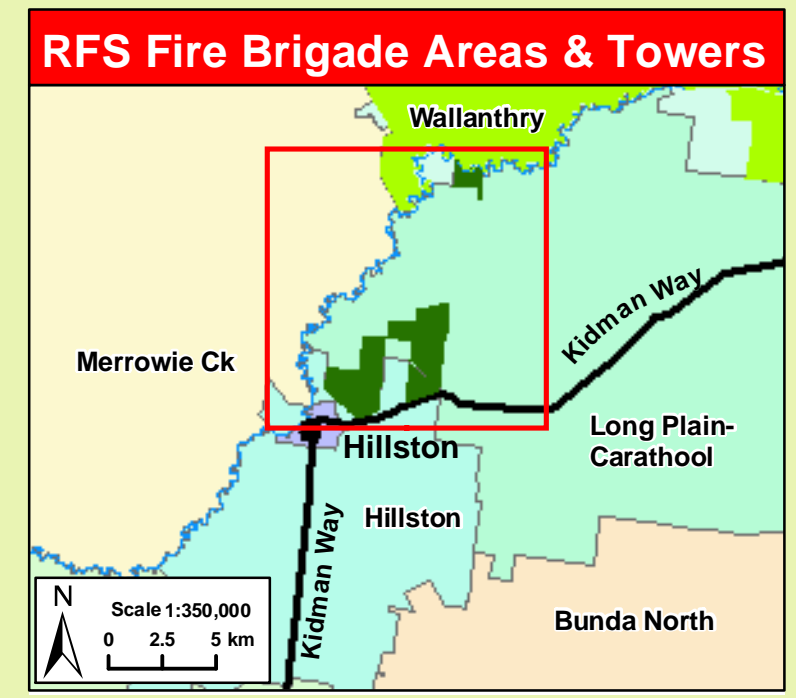 RFS Fire Brigade Areas & Towers
Wallanthry
Kidman Way
Merrowie Ck
Long Plain-
Carathool
Hillston
Hillston
Kidman Way
Bunda North
N
Scale 1:350,000
0 2.5 5 km